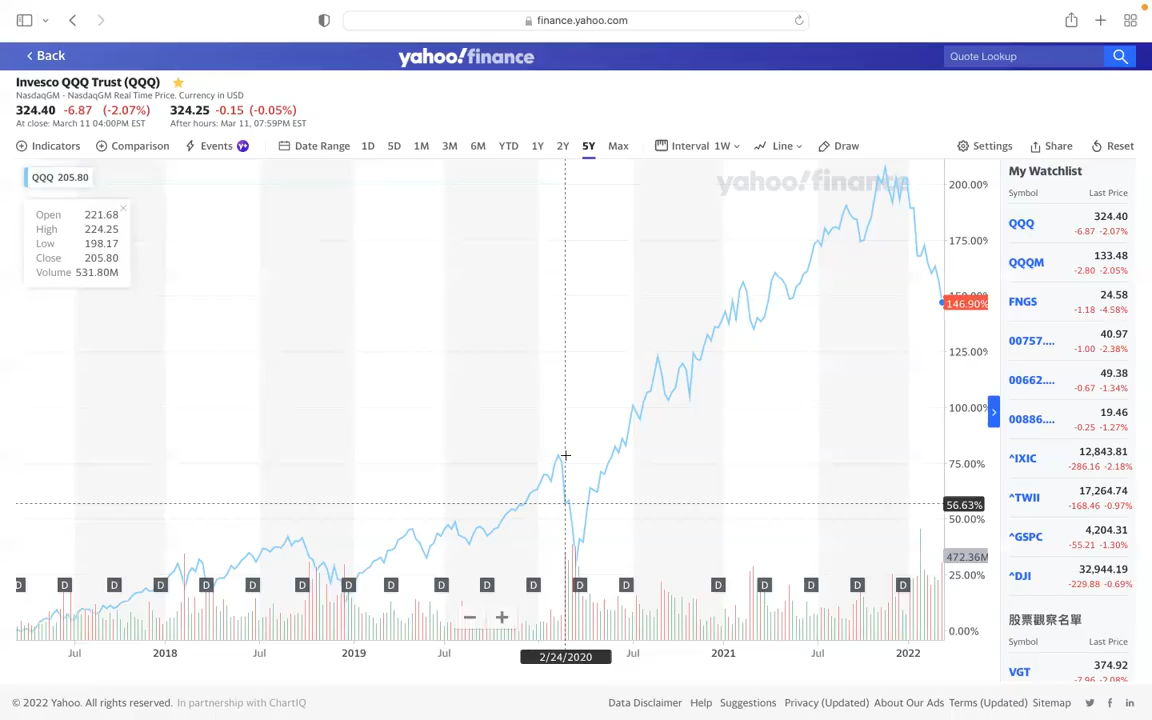 finance.yahoo.com
Back
yahoo!finance
Quote Lookup
Invesco QQQ Trust (QQQ)
NasdaqGM - NasdaqGM Real Time Price. Currency in USD
324.40 -6.87 (-2.07%) 324.25 -0.15 (-0.05%)
At close: March 11 04:00PM EST After hours: Mar 11, 07:59PM EST
Indicators Comparison Events Y+ Date Range 1D 5D 1M 3M 6M YTD 1Y 2Y 5Y Max Interval 1W Line Draw Settings Share Reset
QQQ 205.80
Open 221.68
High 224.25
Low 198.17
Close 205.80
Volume 531.80M
yahoo!finance
200.00%
175.00%
150.00%
146.90%
125.00%
100.00%
75.00%
56.63%
50.00%
472.36M
25.00%
0.00%
D D D D D D D D D D D D D D D D D D D
Jul 2018 Jul 2019 Jul 2/24/2020 Jul 2021 Jul 2022
My Watchlist
Symbol Last Price
QQQ 324.40
-6.87 -2.07%
QQQM 133.48
-2.80 -2.05%
FNGS 24.58
-1.18 -4.58%
00757.... 40.97
-1.00 -2.38%
00662.... 49.38
-0.67 -1.34%
00886.... 19.46
-0.25 -1.27%
^IXIC 12,843.81
-286.16 -2.18%
^TWII 17,264.74
-168.46 -0.97%
^GSPC 4,204.31
-55.21 -1.30%
^DJI 32,944.19
-229.88 -0.69%
股票觀察名單
Symbol Last Price
VGT 374.92
-7.96 -2.08%
© 2022 Yahoo. All rights reserved. In partnership with ChartIQ
Data Disclaimer Help Suggestions Privacy (Updated) About Our Ads Terms (Updated) Sitemap